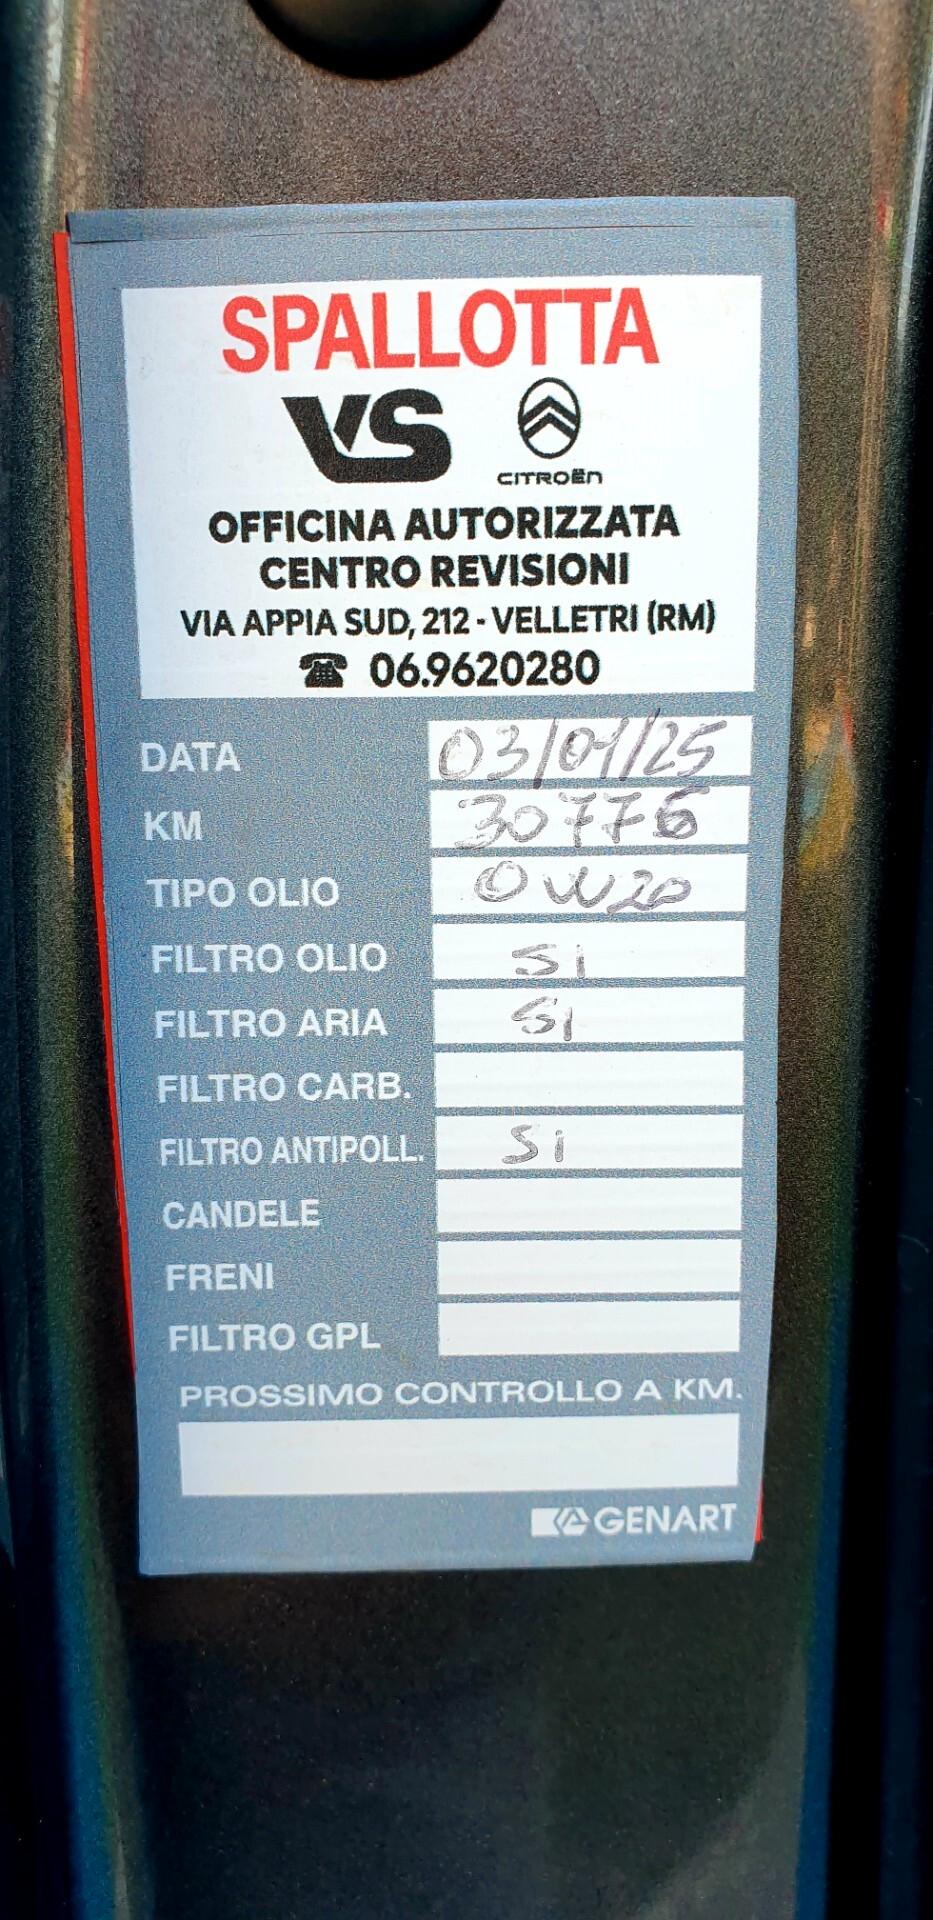 SPALLOTTA
VS CITROËN
OFFICINA AUTORIZZATA
CENTRO REVISIONI
VIA APPIA SUD, 212 - VELLETRI (RM)
☎ 06.9620280
DATA 03/01/25
KM 30776
TIPO OLIO 0W20
FILTRO OLIO Si
FILTRO ARIA Si
FILTRO CARB.
FILTRO ANTIPOLL. Si
CANDELE
FRENI
FILTRO GPL
PROSSIMO CONTROLLO A KM.
GENART